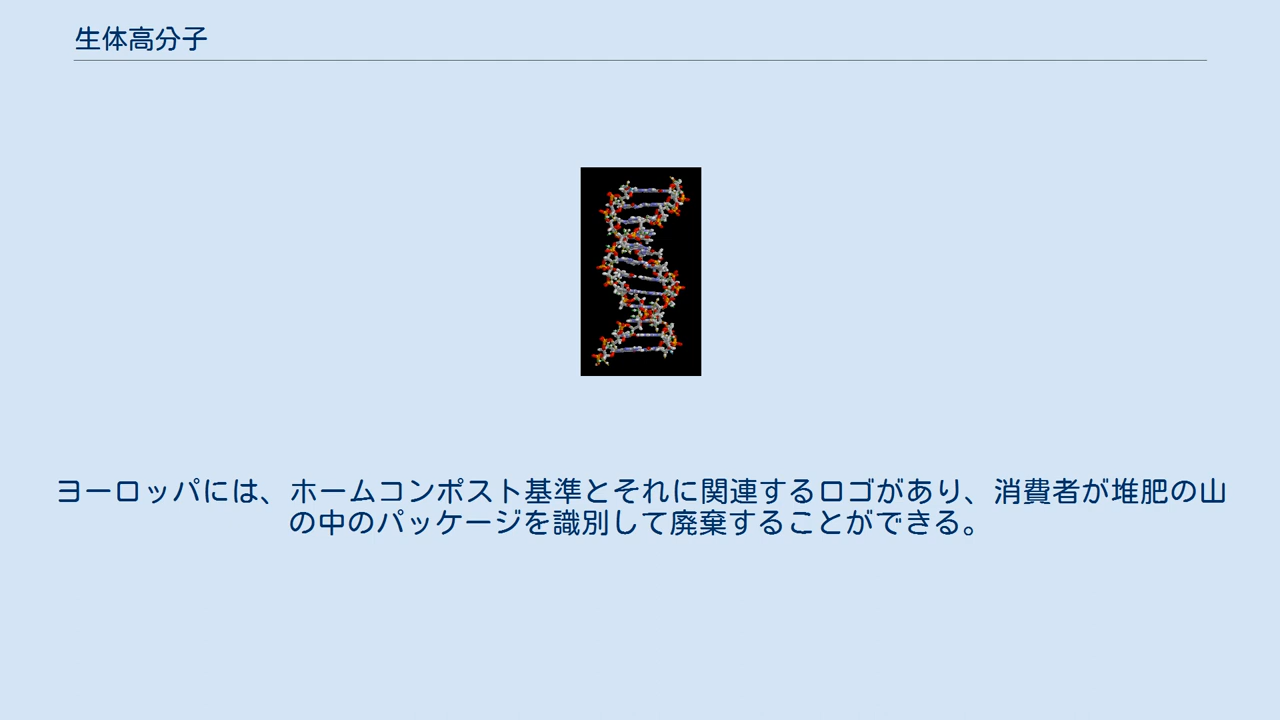 生体高分子
ヨーロッパには、ホームコンポスト基準とそれに関連するロゴがあり、消費者が堆肥の山
の中のパッケージを識別して廃棄することができる。